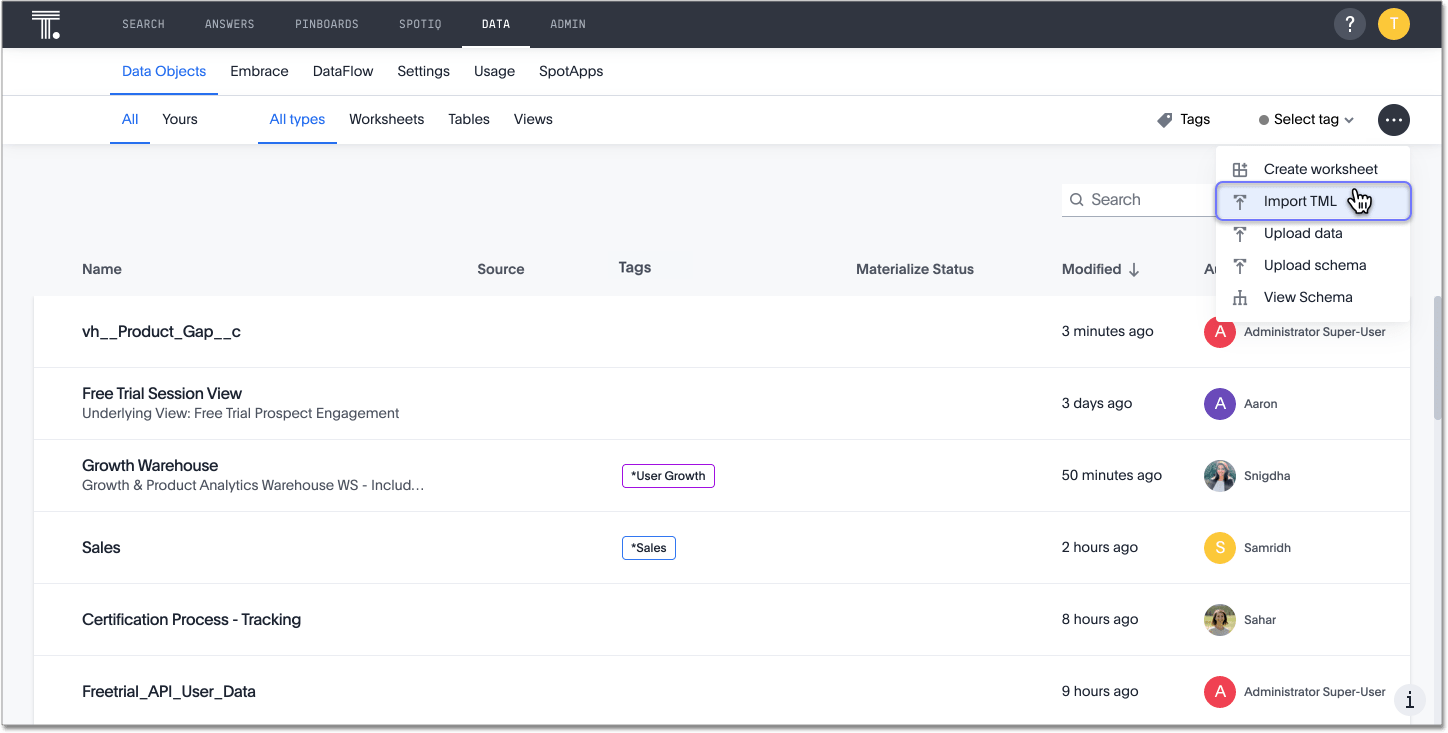 T.
SEARCH ANSWERS PINBOARDS SPOTIQ DATA ADMIN ? T
Data Objects Embrace DataFlow Settings Usage SpotApps
All Yours All types Worksheets Tables Views Tags Select tag
Create worksheet
Search Import TML
Upload data
Upload schema
View Schema
Name Source Tags Materialize Status Modified
vh__Product_Gap__c 3 minutes ago A Administrator Super-User
Free Trial Session View
Underlying View: Free Trial Prospect Engagement
3 days ago A Aaron
Growth Warehouse
Growth & Product Analytics Warehouse WS - Includ…
*User Growth 50 minutes ago Snigdha
Sales *Sales 2 hours ago S Samridh
Certification Process - Tracking 8 hours ago Sahar
Freetrial_API_User_Data 9 hours ago A Administrator Super-User
i